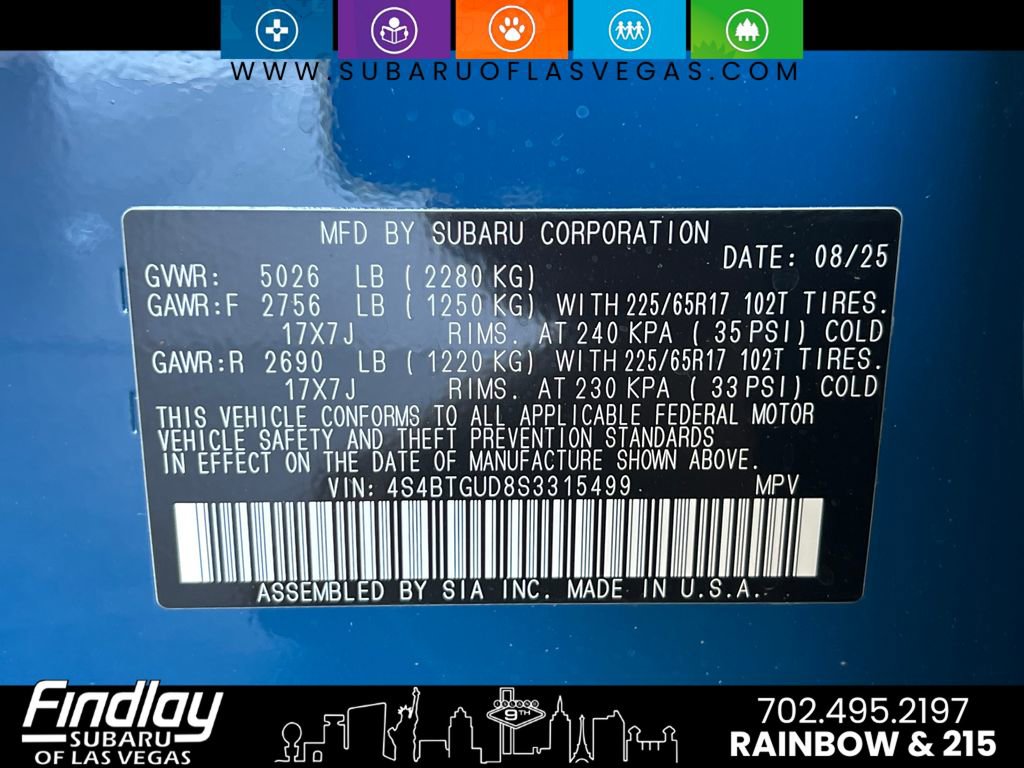 WWW.SUBARUOFLASVEGAS.COM
MFD BY SUBARU CORPORATION
DATE: 08/25
GVWR: 5026 LB ( 2280 KG)
GAWR:F 2756 LB ( 1250 KG) WITH 225/65R17 102T TIRES.
17X7J RIMS. AT 240 KPA ( 35 PSI) COLD
GAWR:R 2690 LB ( 1220 KG) WITH 225/65R17 102T TIRES.
17X7J RIMS. AT 230 KPA ( 33 PSI) COLD
THIS VEHICLE CONFORMS TO ALL APPLICABLE FEDERAL MOTOR
VEHICLE SAFETY AND THEFT PREVENTION STANDARDS
IN EFFECT ON THE DATE OF MANUFACTURE SHOWN ABOVE.
VIN: 4S4BTGUD8S3315499 MPV
ASSEMBLED BY SIA INC. MADE IN U.S.A.
Findlay
SUBARU
OF LAS VEGAS
9TH
702.495.2197
RAINBOW & 215